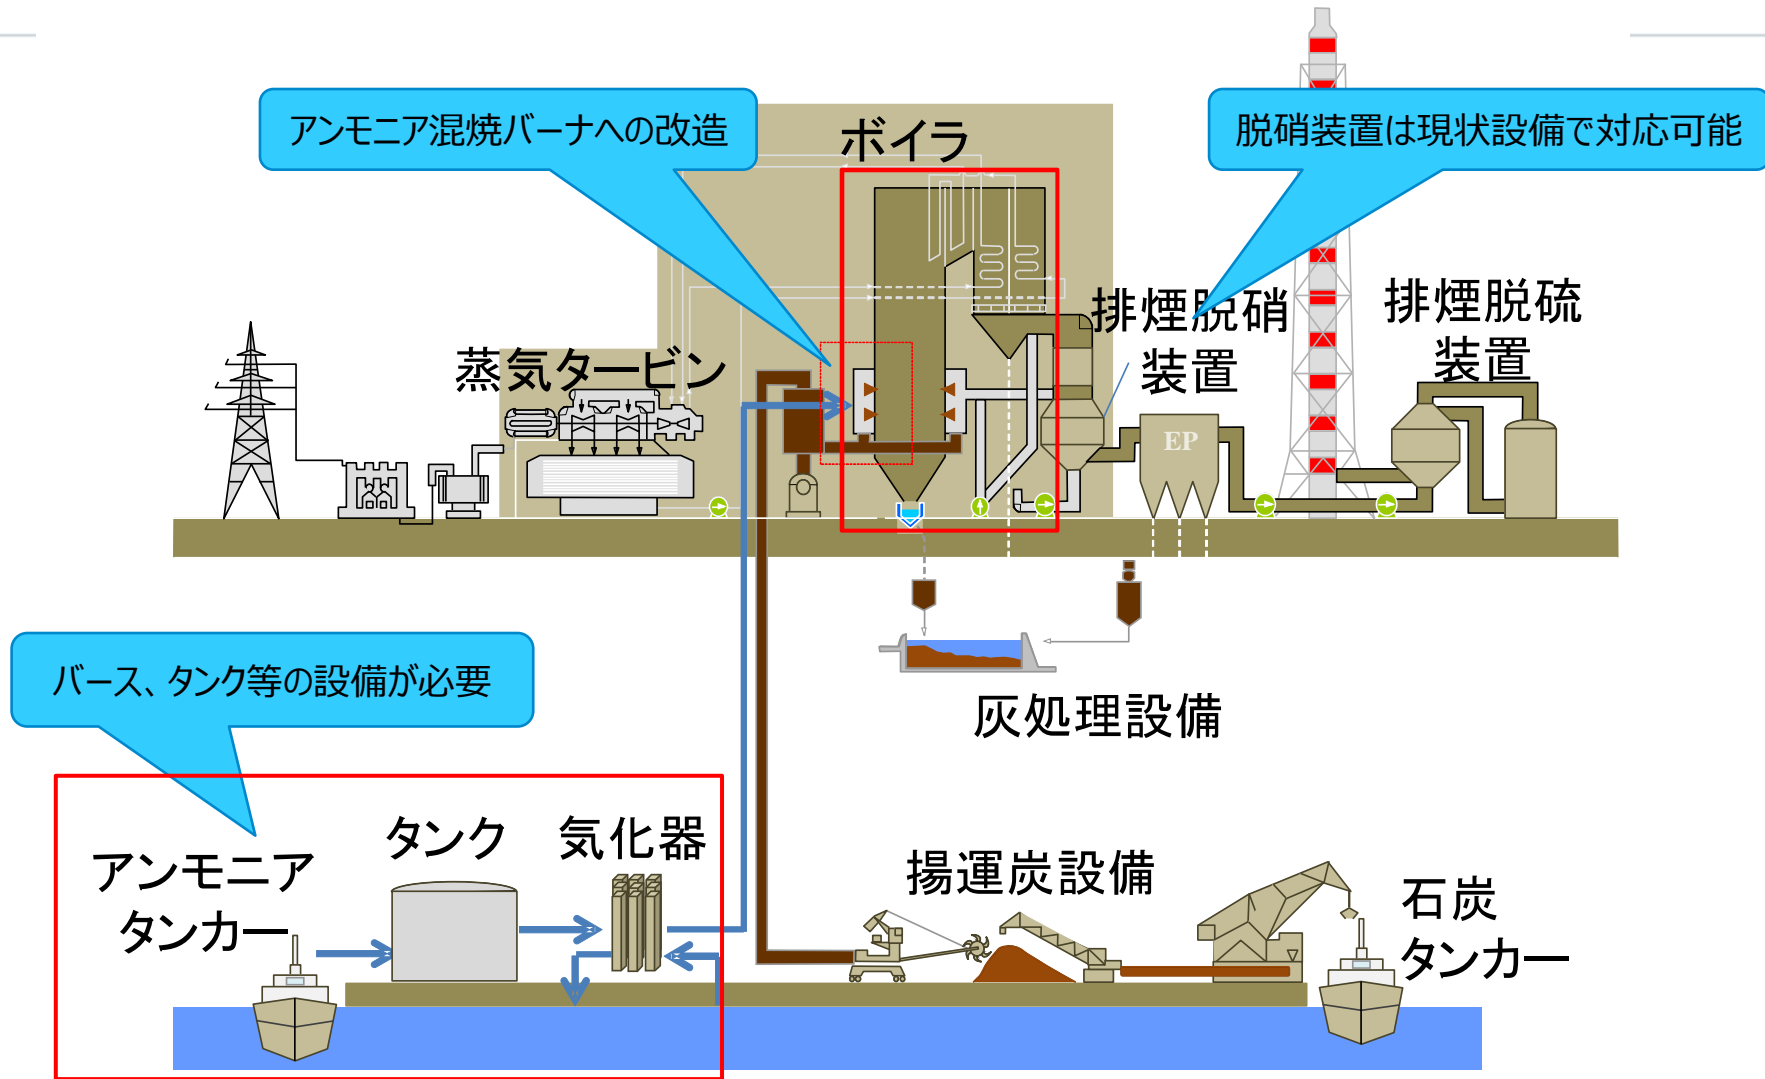 アンモニア混焼バーナへの改造
ボイラ
脱硝装置は現状設備で対応可能
蒸気タービン
排煙脱硝
装置
排煙脱硫
装置
EP
バース、タンク等の設備が必要
灰処理設備
アンモニア
タンカー
タンク
気化器
揚運炭設備
石炭
タンカー